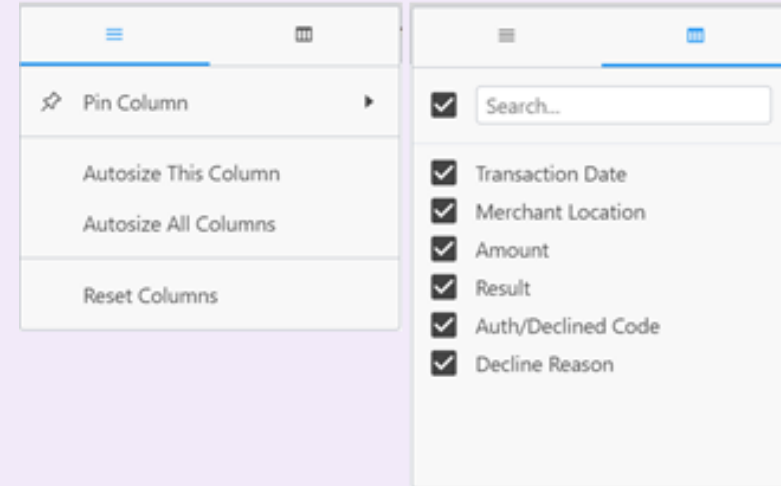 Pin Column
Autosize This Column
Autosize All Columns
Reset Columns
Search...
Transaction Date
Merchant Location
Amount
Result
Auth/Declined Code
Decline Reason